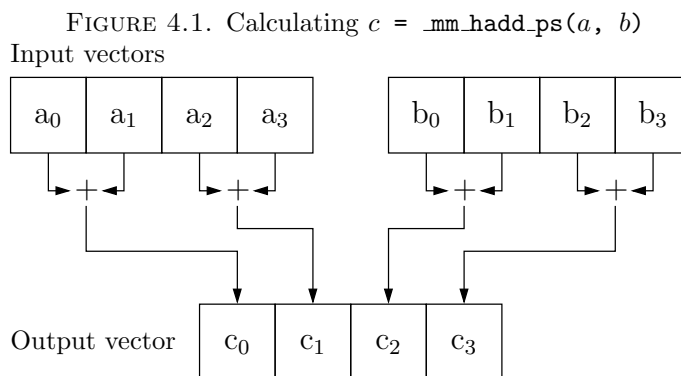 FIGURE 4.1. Calculating c = _mm_hadd_ps(a, b)
Input vectors
a₀ a₁ a₂ a₃ b₀ b₁ b₂ b₃
+ + + +
Output vector c₀ c₁ c₂ c₃